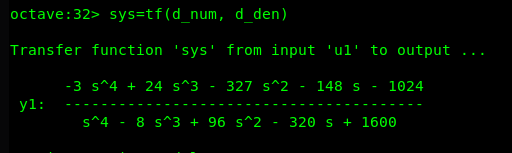 octave:32> sys=tf(d_num, d_den)
Transfer function 'sys' from input 'u1' to output ...
-3 s^4 + 24 s^3 - 327 s^2 - 148 s - 1024
y1: ----------------------------------------
s^4 - 8 s^3 + 96 s^2 - 320 s + 1600